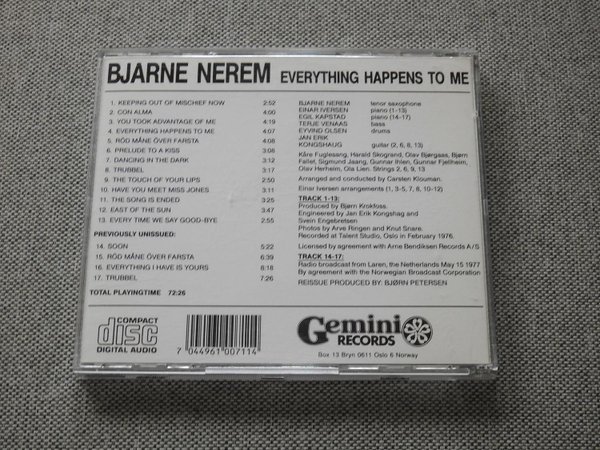 BJARNE NEREM EVERYTHING HAPPENS TO ME
1. KEEPING OUT OF MISCHIEF NOW 2:52
2. CON ALMA 4:00
3. YOU TOOK ADVANTAGE OF ME 4:19
4. EVERYTHING HAPPENS TO ME 4:07
5. RÖD MÅNE ÖVER FARSTA 4:08
6. PRELUDE TO A KISS 3:08
7. DANCING IN THE DARK 3:12
8. TRUBBEL 3:17
9. THE TOUCH OF YOUR LIPS 2:50
10. HAVE YOU MEET MISS JONES 3:11
11. THE SONG IS ENDED 3:25
12. EAST OF THE SUN 3:47
13. EVERY TIME WE SAY GOOD-BYE 2:55
PREVIOUSLY UNISSUED:
14. SOON 5:22
15. RÖD MÅNE ÖVER FARSTA 6:39
16. EVERYTHING I HAVE IS YOURS 8:18
17. TRUBBEL 7:26
TOTAL PLAYINGTIME 72:26
BJARNE NEREM tenor saxophone
EINAR IVERSEN piano (1-13)
EGIL KAPSTAD piano (14-17)
TERJE VENAAS bass
EYVIND OLSEN drums
JAN ERIK
KONGSHAUG guitar (2, 6, 8, 13)
Kåre Fuglesang, Harald Skogrand, Olav Bjørgass, Bjørn
Fallet, Sigmund Jaang, Gunnar Ihlen, Gunnar Fjellheim,
Olav Herheim, Ola Lien. Strings 2, 6, 9, 13
Arranged and conducted by Carsten Klouman.
Einar Iversen arrangements (1, 3-5, 7, 8, 10-12)
TRACK 1-13:
Produced by Bjørn Krokfoss.
Engineered by Jan Erik Kongshag and
Svein Engebretsen
Photos by Arve Ringen and Knut Snare.
Recorded at Talent Studio, Oslo in February 1976.
Licensed by agreement with Arne Bendiksen Records A/S
TRACK 14-17:
Radio broadcast from Laren, the Netherlands May 15 1977
By agreement with the Norwegian Broadcast Corporation
REISSUE PRODUCED BY: BJØRN PETERSEN
COMPACT
disc
DIGITAL AUDIO
7 044961 007114
Gemini
RECORDS
Box 13 Bryn 0611 Oslo 6 Norway